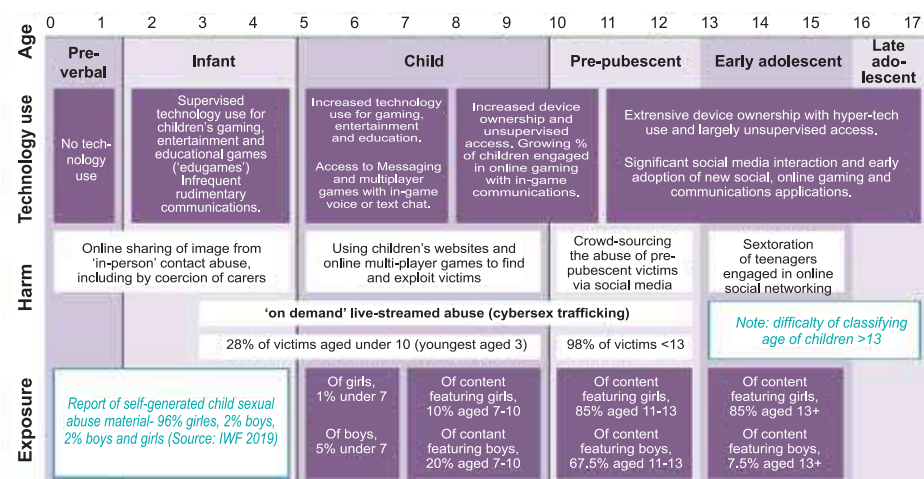 Age
0 1 2 3 4 5 6 7 8 9 10 11 12 13 14 15 16 17
Pre-
verbal
Infant
Child
Pre-pubescent
Early adolescent
Late
ado-
lescent
Technology use
No tech-
nology
use
Supervised
technology use for
children's gaming,
entertainment and
educational games
('edugames')
Infrequent
rudimentary
communications.
Increased technology
use for gaming,
entertainment
and education.
Access to Messaging
and multiplayer
games with in-game
voice or text chat.
Increased device
ownership and
unsupervised
access. Growing %
of children engaged
in online gaming
with in-game
communications.
Extrensive device ownership with hyper-tech
use and largely unsupervised access.
Significant social media interaction and early
adoption of new social, online gaming and
communications applications.
Harm
Online sharing of image from
'in-person' contact abuse,
including by coercion of carers
Using children's websites and
online multi-player games to find
and exploit victims
Crowd-sourcing
the abuse of pre-
pubescent victims
via social media
Sextoration
of teenagers
engaged in online
social networking
'on demand' live-streamed abuse (cybersex trafficking)
28% of victims aged under 10 (youngest aged 3)
98% of victims <13
Note: difficulty of classifying
age of children >13
Exposure
Report of self-generated child sexual
abuse material- 96% girles, 2% boys,
2% boys and girls (Source: IWF 2019)
Of girls,
1% under 7
Of boys,
5% under 7
Of content
featuring girls,
10% aged 7-10
Of contant
featuring boys,
20% aged 7-10
Of content
featuring girls,
85% aged 11-13
Of content
featuring boys,
67.5% aged 11-13
Of content
featuring girls,
85% aged 13+
Of content
featuring boys,
7.5% aged 13+